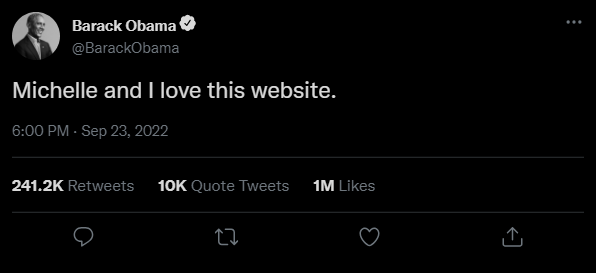 Barack Obama
@BarackObama
Michelle and I love this website.
6:00 PM · Sep 23, 2022
241.2K Retweets 10K Quote Tweets 1M Likes